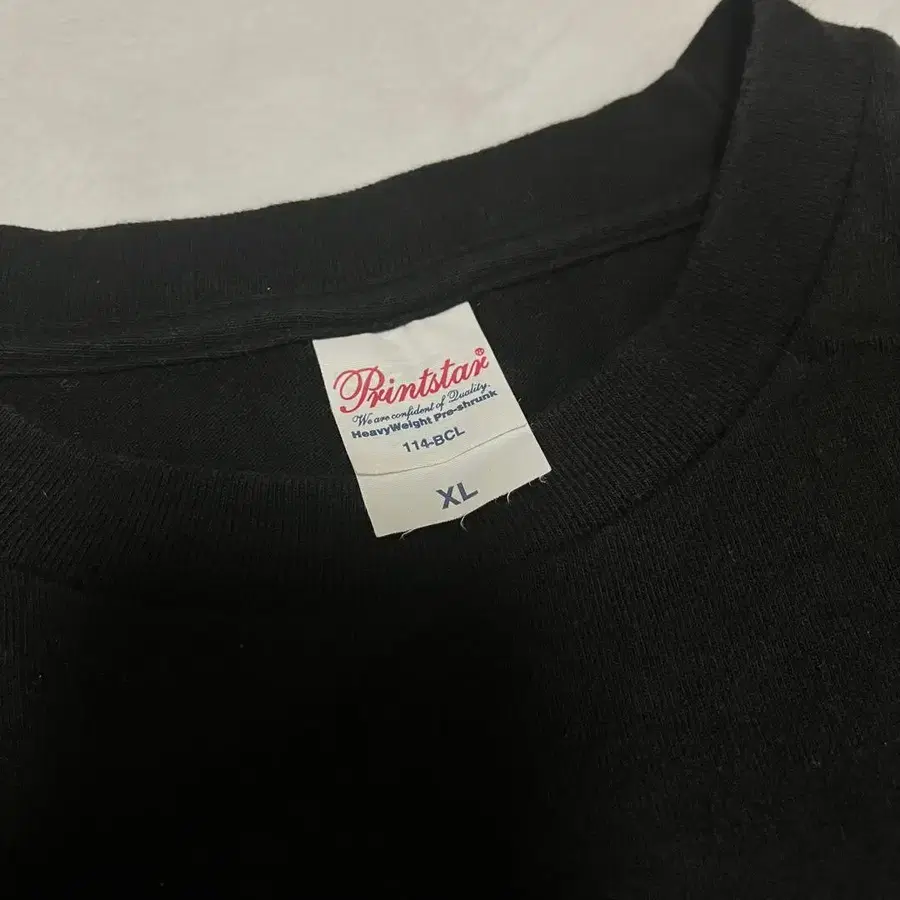 Printstar®
We are confident of Quality.
HeavyWeight Pre-shrunk
114-BCL
XL